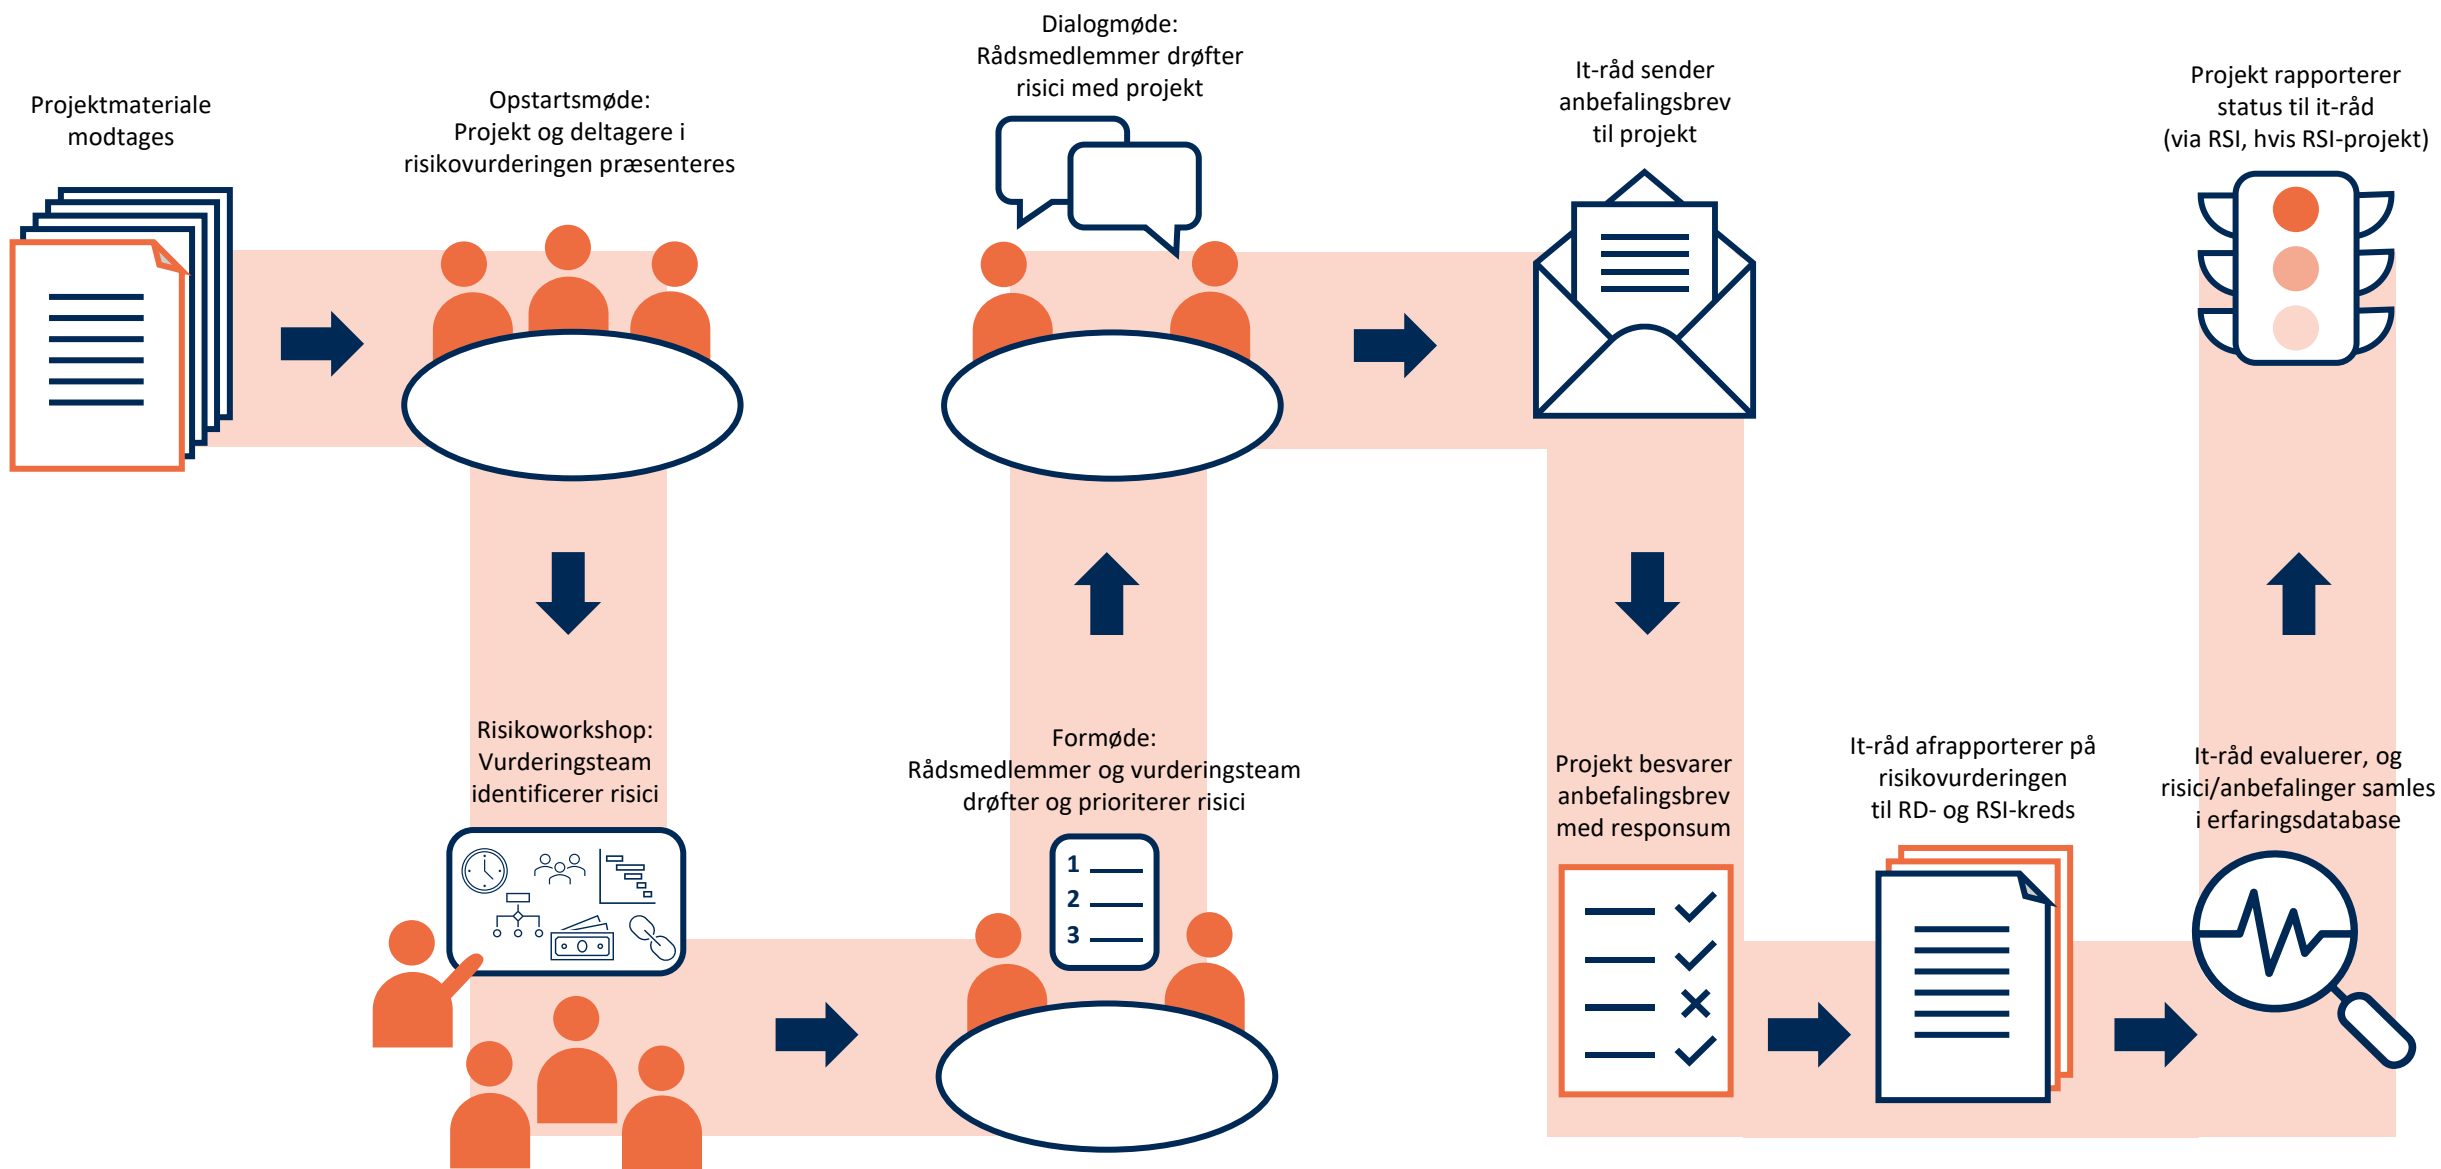 Projektmateriale
modtages
Opstartsmøde:
Projekt og deltagere i
risikovurderingen præsenteres
Risikoworkshop:
Vurderingsteam
identificerer risici
Formøde:
Rådsmedlemmer og vurderingsteam
drøfter og prioriterer risici
1
2
3
Dialogmøde:
Rådsmedlemmer drøfter
risici med projekt
It-råd sender
anbefalingsbrev
til projekt
Projekt besvarer
anbefalingsbrev
med responsum
It-råd afrapporterer på
risikovurderingen
til RD- og RSI-kreds
It-råd evaluerer, og
risici/anbefalinger samles
i erfaringsdatabase
Projekt rapporterer
status til it-råd
(via RSI, hvis RSI-projekt)